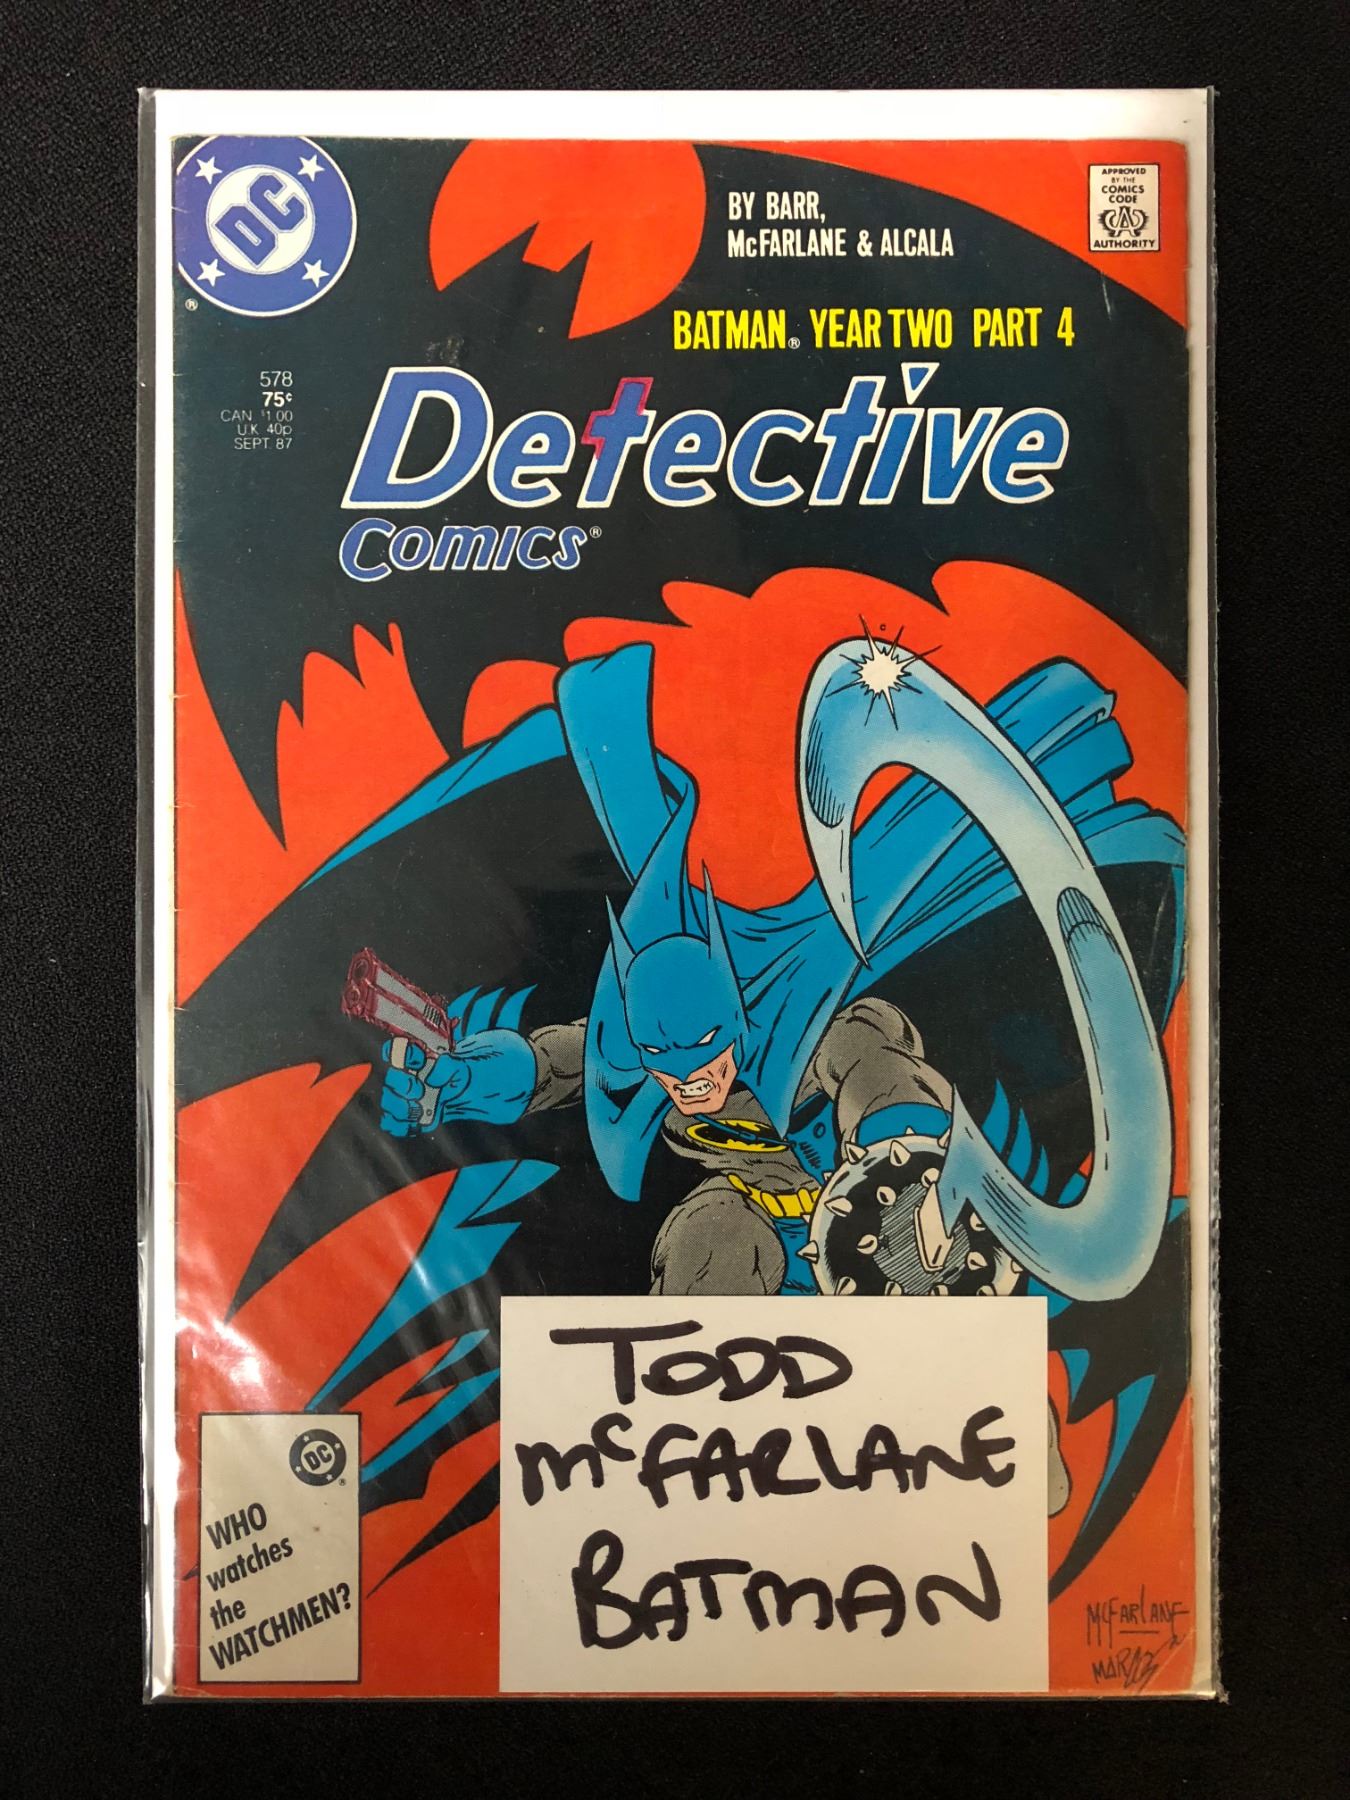 DC
®
BY BARR,
McFARLANE & ALCALA
APPROVED
BY THE
COMICS
CODE
CA
AUTHORITY
BATMAN® YEAR TWO PART 4
578
75¢
CAN $1.00
U.K. 40p
SEPT. 87
Detective
Comics®
TODD
McFARLANE
BATMAN
DC
®
WHO
watches
the
WATCHMEN?
McFARLANE